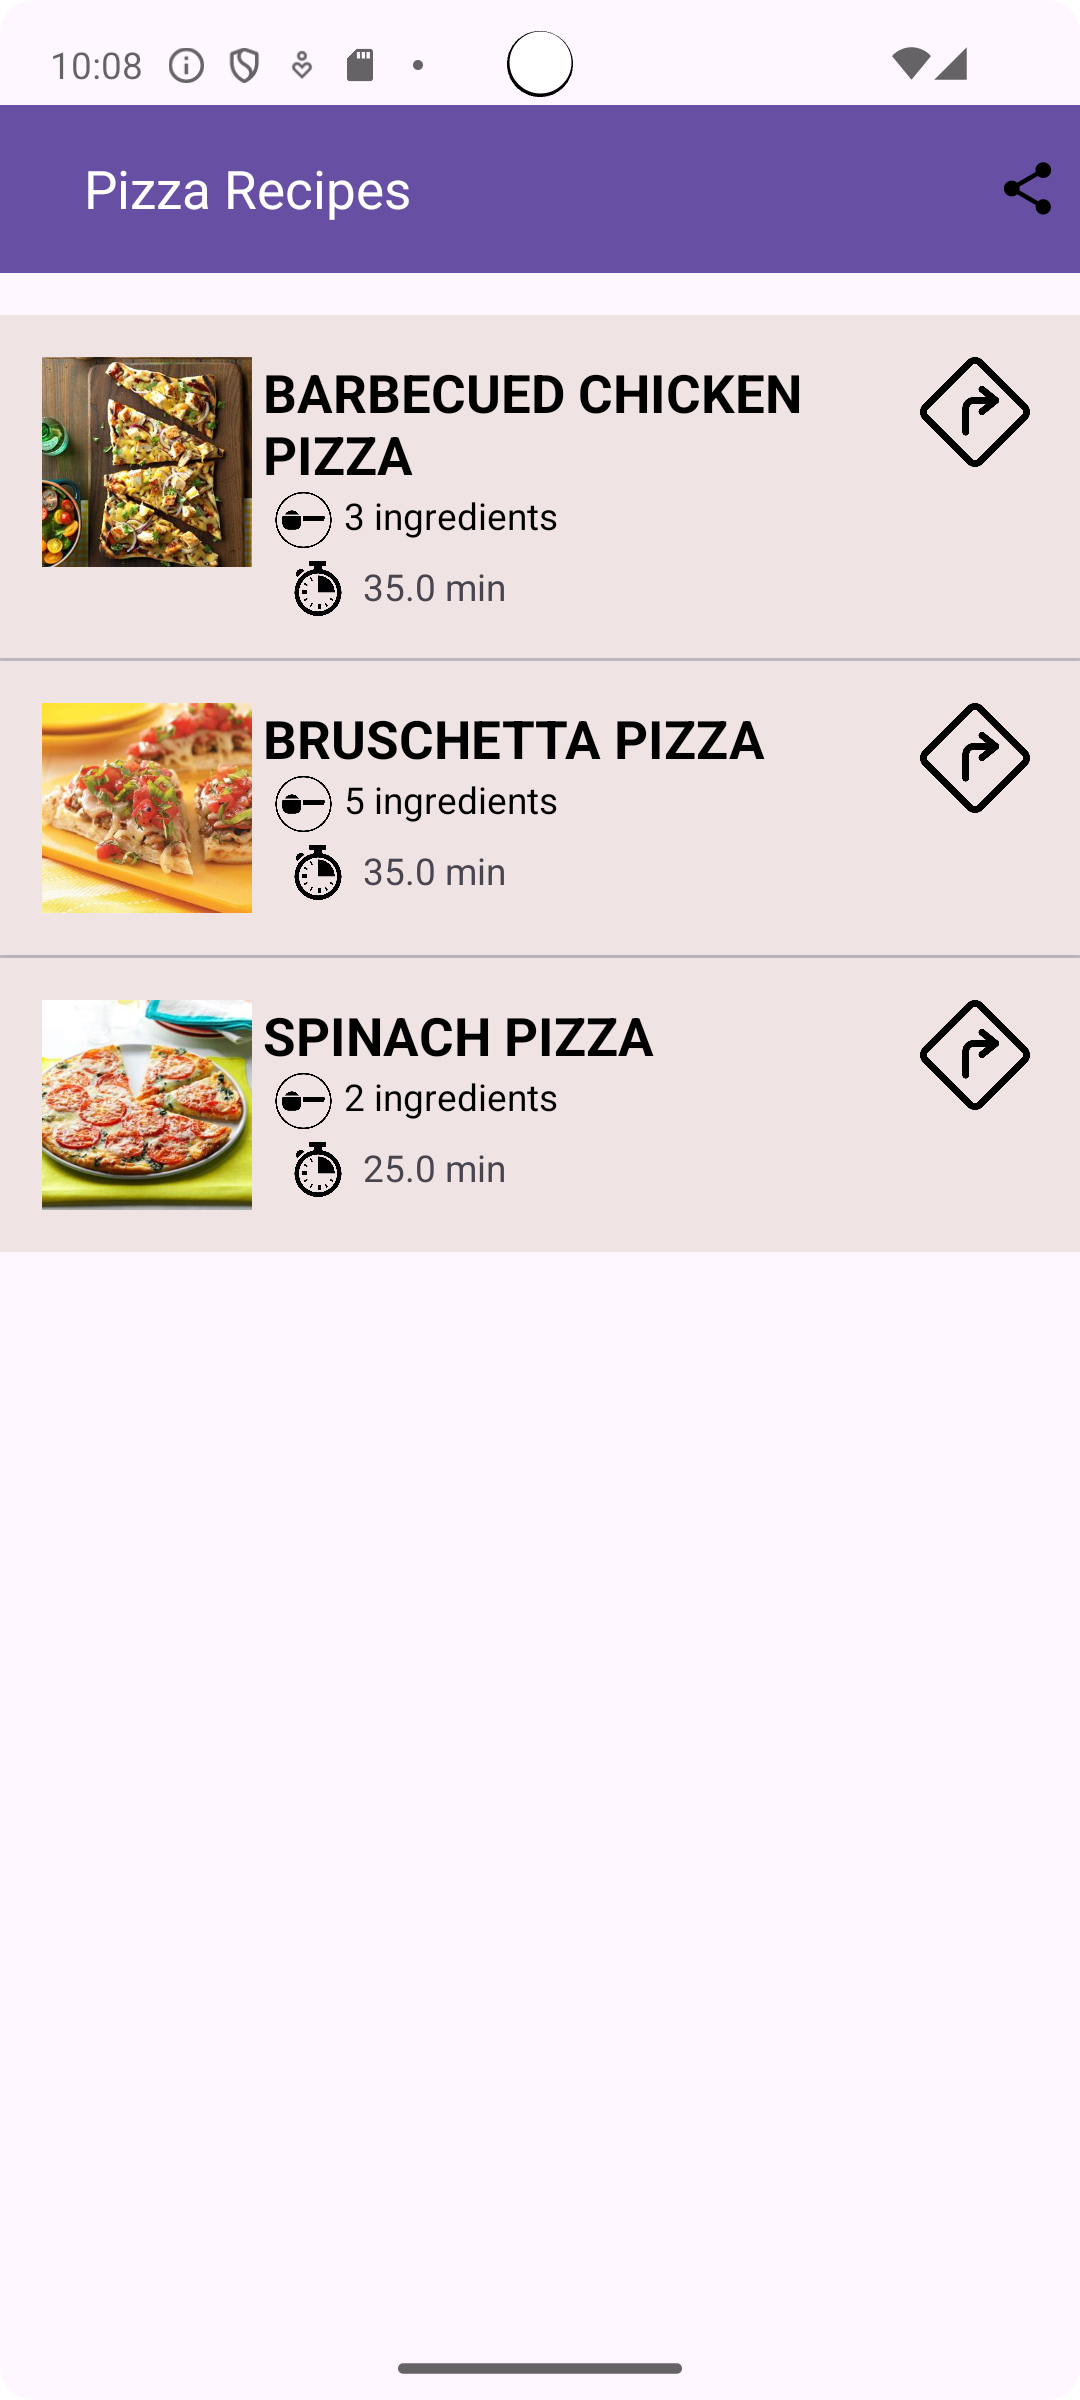 10:08
Pizza Recipes
BARBECUED CHICKEN
PIZZA
3 ingredients
35.0 min
BRUSCHETTA PIZZA
5 ingredients
35.0 min
SPINACH PIZZA
2 ingredients
25.0 min